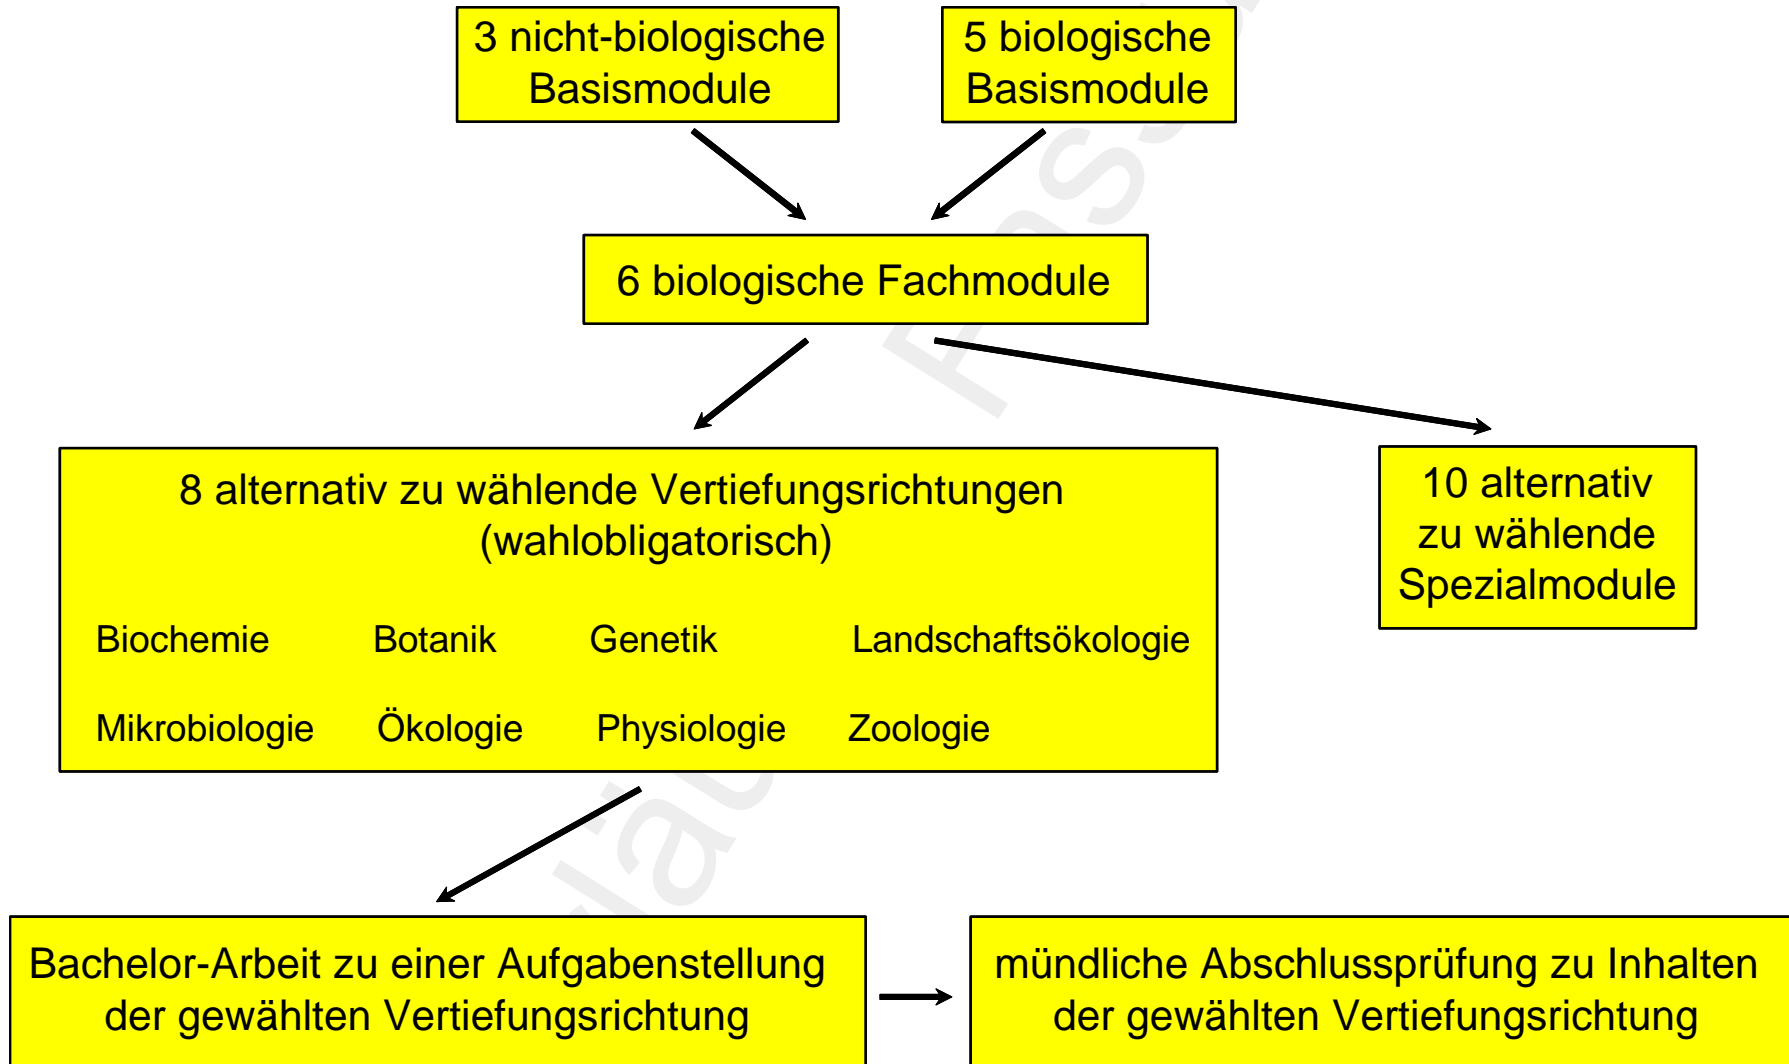 3 nicht-biologische
Basismodule
5 biologische
Basismodule
6 biologische Fachmodule
8 alternativ zu wählende Vertiefungsrichtungen
(wahlobligatorisch)
Biochemie Botanik Genetik Landschaftsökologie
Mikrobiologie Ökologie Physiologie Zoologie
10 alternativ
zu wählende
Spezialmodule
Bachelor-Arbeit zu einer Aufgabenstellung
der gewählten Vertiefungsrichtung
mündliche Abschlussprüfung zu Inhalten
der gewählten Vertiefungsrichtung